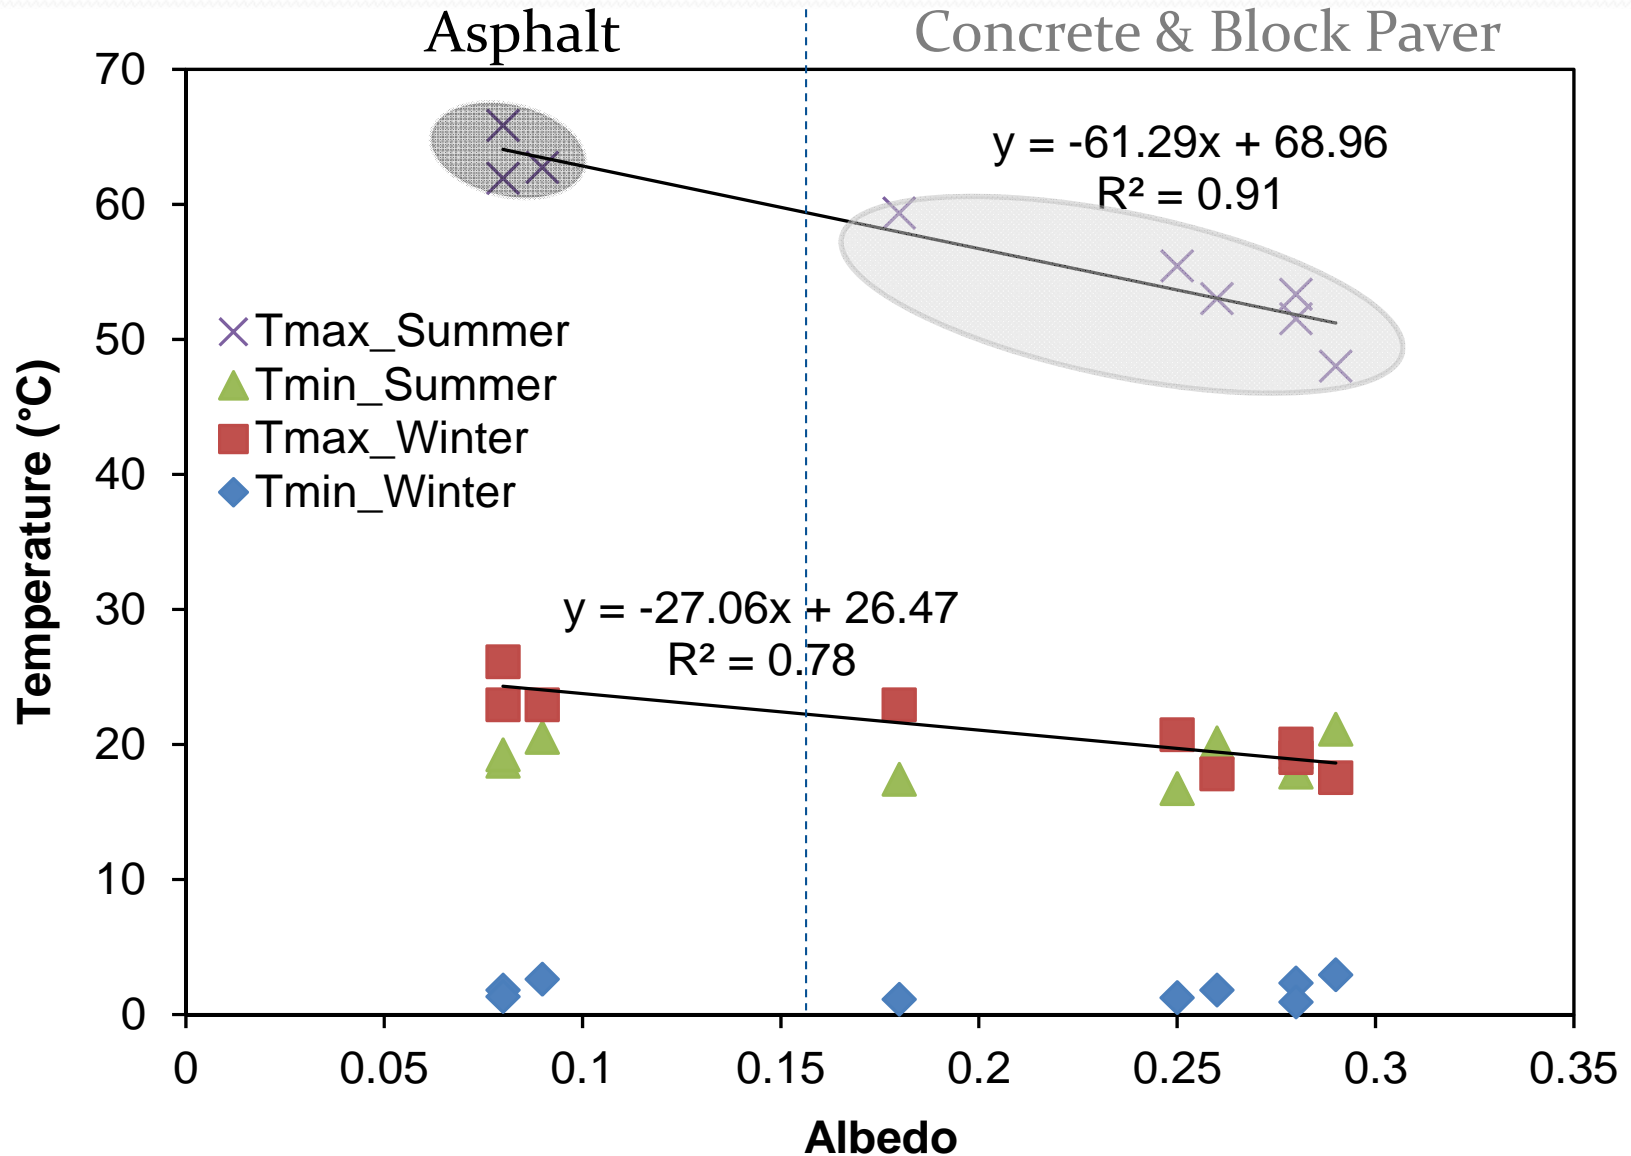 Asphalt
Concrete & Block Paver
70
60
50
40
30
20
10
0
Temperature (°C)
y = -61.29x + 68.96
R² = 0.91
Tmax_Summer
Tmin_Summer
Tmax_Winter
Tmin_Winter
y = -27.06x + 26.47
R² = 0.78
0
0.05
0.1
0.15
0.2
0.25
0.3
0.35
Albedo